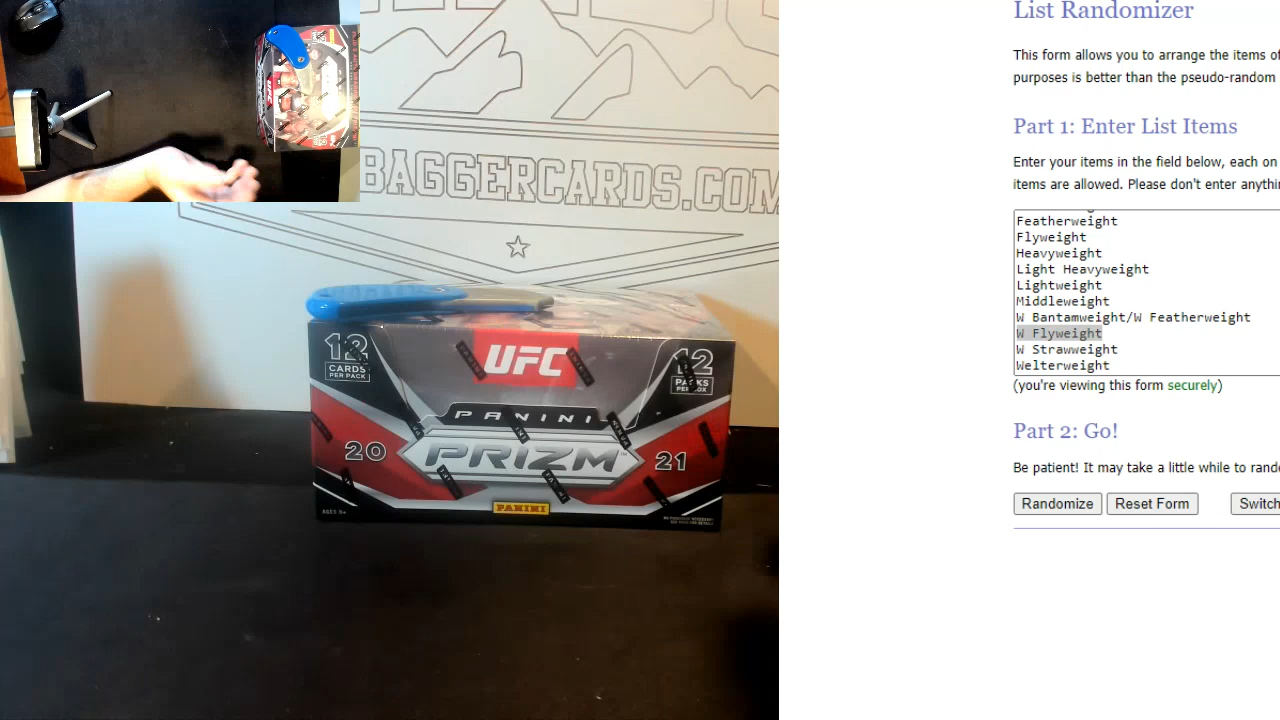 BAGGERCARDS.COM
12
CARDS
PER PACK
UFC
12
PACKS
PER BOX
PANINI
20
PRIZM
21
PANINI
AGES 9+
List Randomizer
This form allows you to arrange the items of
purposes is better than the pseudo-random
Part 1: Enter List Items
Enter your items in the field below, each on
items are allowed. Please don't enter anythin
Featherweight
Flyweight
Heavyweight
Light Heavyweight
Lightweight
Middleweight
W Bantamweight/W Featherweight
W Flyweight
W Strawweight
Welterweight
(you're viewing this form securely)
Part 2: Go!
Be patient! It may take a little while to rando
Randomize
Reset Form
Switch